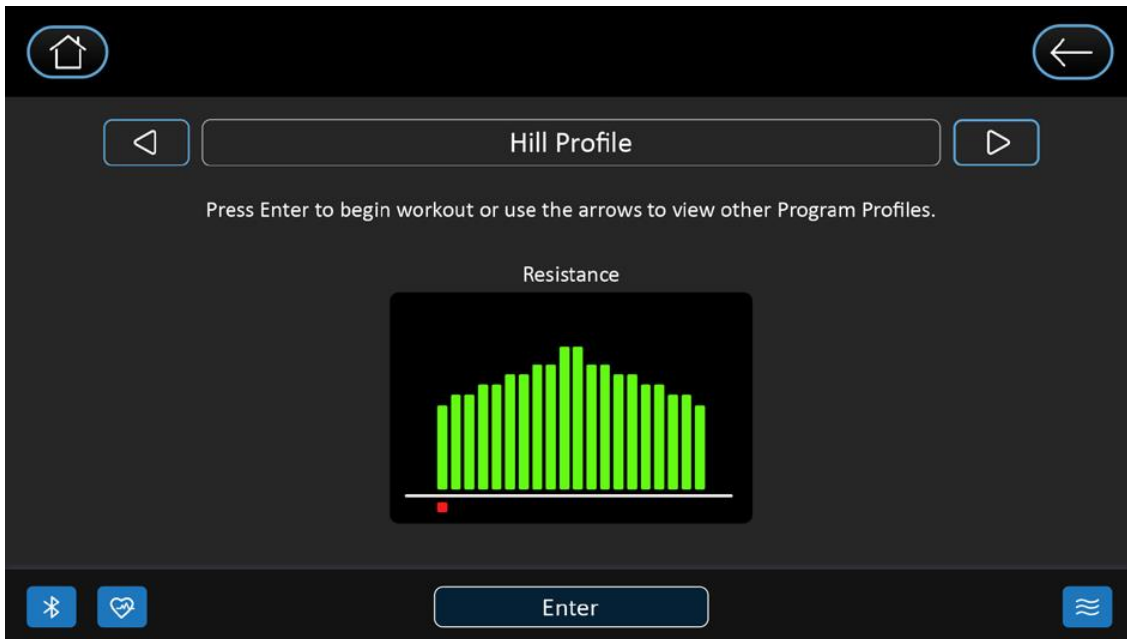 Hill Profile
Press Enter to begin workout or use the arrows to view other Program Profiles.
Resistance
Enter